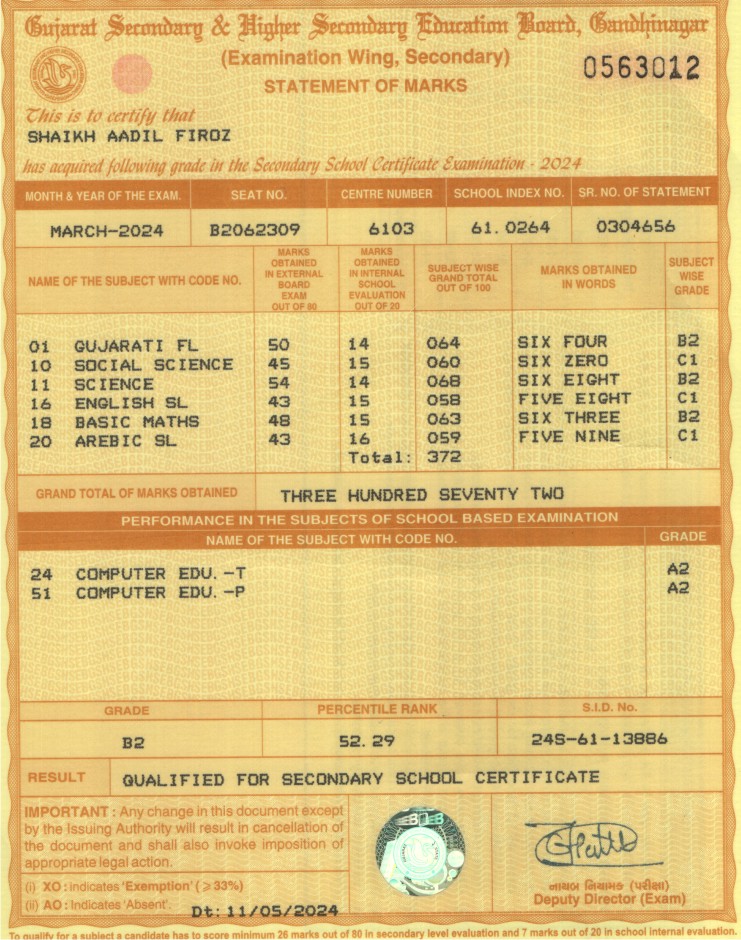 Gujarat Secondary & Higher Secondary Education Board, Gandhinagar
(Examination Wing, Secondary)
0563012
STATEMENT OF MARKS
This is to certify that
SHAIKH AADIL FIROZ
has acquired following grade in the Secondary School Certificate Examination - 2024
MONTH & YEAR OF THE EXAM. SEAT NO. CENTRE NUMBER SCHOOL INDEX NO. SR. NO. OF STATEMENT
MARCH-2024 B2062309 6103 61.0264 0304656
NAME OF THE SUBJECT WITH CODE NO. MARKS OBTAINED IN EXTERNAL BOARD EXAM OUT OF 80 MARKS OBTAINED IN INTERNAL SCHOOL EVALUATION OUT OF 20 SUBJECT WISE GRAND TOTAL OUT OF 100 MARKS OBTAINED IN WORDS SUBJECT WISE GRADE
01 GUJARATI FL 50 14 064 SIX FOUR B2
10 SOCIAL SCIENCE 45 15 060 SIX ZERO C1
11 SCIENCE 54 14 068 SIX EIGHT B2
16 ENGLISH SL 43 15 058 FIVE EIGHT C1
18 BASIC MATHS 48 15 063 SIX THREE B2
20 AREBIC SL 43 16 059 FIVE NINE C1
Total: 372
GRAND TOTAL OF MARKS OBTAINED THREE HUNDRED SEVENTY TWO
PERFORMANCE IN THE SUBJECTS OF SCHOOL BASED EXAMINATION
NAME OF THE SUBJECT WITH CODE NO. GRADE
24 COMPUTER EDU.-T A2
51 COMPUTER EDU.-P A2
GRADE PERCENTILE RANK S.I.D. No.
B2 52.29 24S-61-13886
RESULT QUALIFIED FOR SECONDARY SCHOOL CERTIFICATE
IMPORTANT : Any change in this document except
by the Issuing Authority will result in cancellation of
the document and shall also invoke imposition of
appropriate legal action.
(i) XO : indicates 'Exemption' (⩾33%)
(ii) AO : Indicates 'Absent'.
Dt: 11/05/2024
નાયબ નિયામક (પરીક્ષા)
Deputy Director (Exam)
To qualify for a subject a candidate has to score minimum 26 marks out of 80 in secondary level evaluation and 7 marks out of 20 in school internal evaluation.